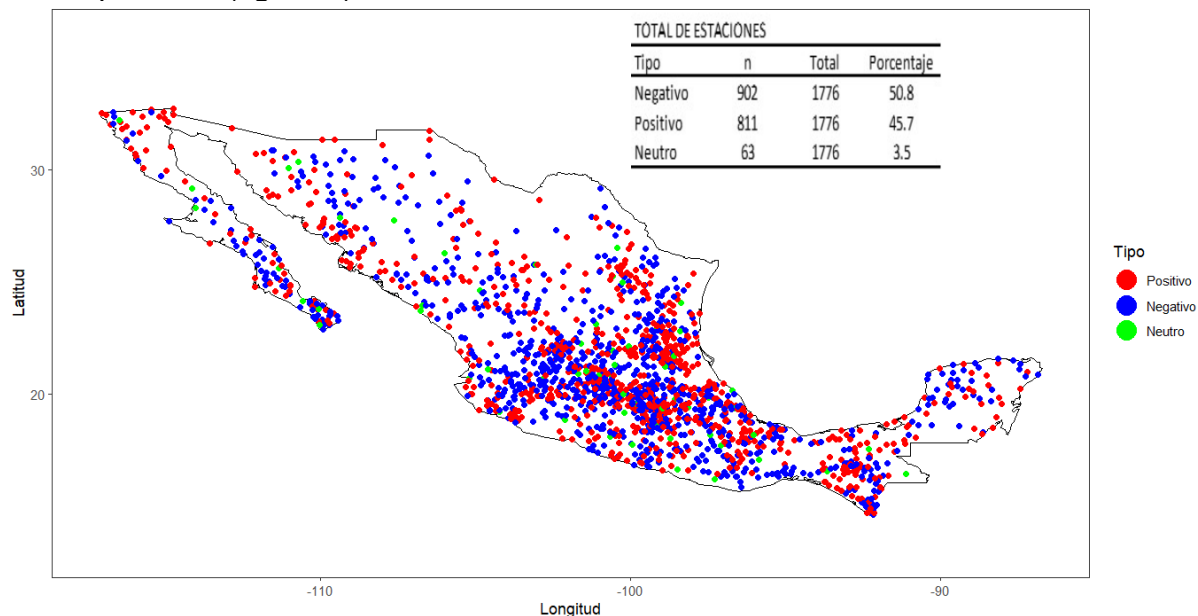 TOTAL DE ESTACIONES
Tipo n Total Porcentaje
Negativo 902 1776 50.8
Positivo 811 1776 45.7
Neutro 63 1776 3.5
30
20
Latitud
-110 -100 -90
Longitud
Tipo
Positivo
Negativo
Neutro